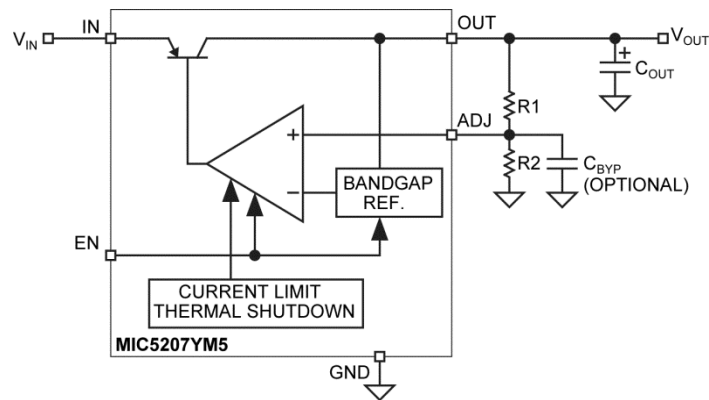 V_IN
IN
OUT
V_OUT
+
C_OUT
R1
ADJ
+
R2
C_BYP
(OPTIONAL)
–
BANDGAP
REF.
EN
CURRENT LIMIT
THERMAL SHUTDOWN
MIC5207YM5
GND